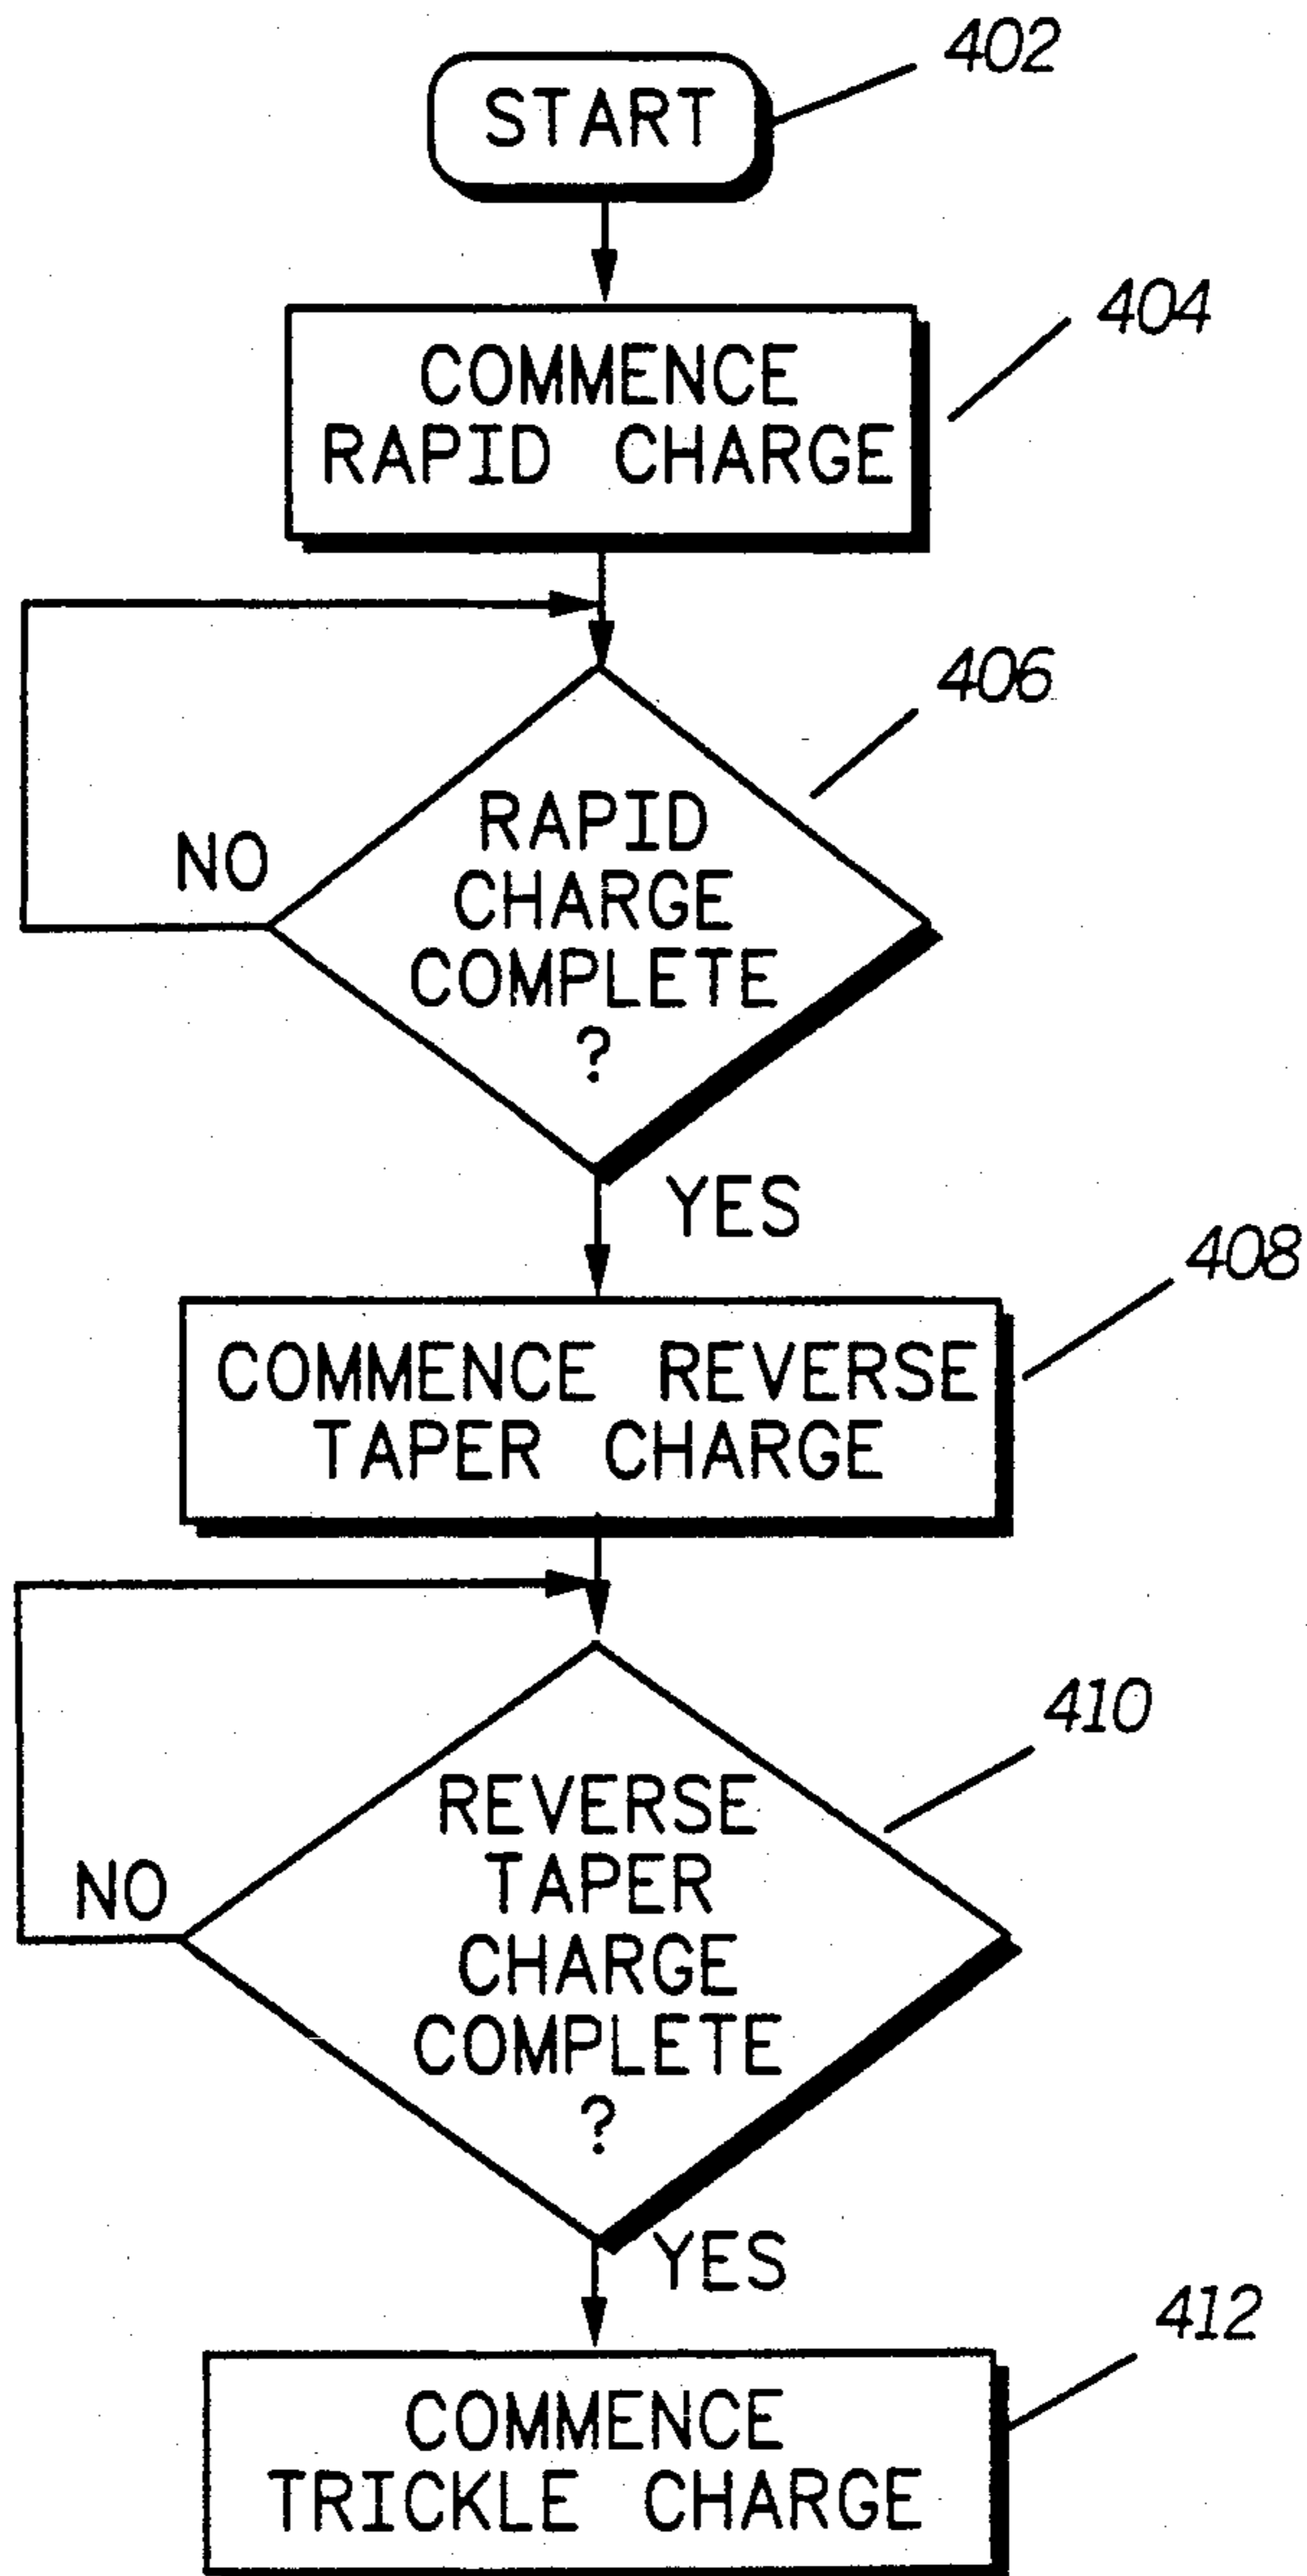 402
START
404
COMMENCE
RAPID CHARGE
406
RAPID
CHARGE
COMPLETE
?
NO
YES
408
COMMENCE REVERSE
TAPER CHARGE
410
REVERSE
TAPER
CHARGE
COMPLETE
?
NO
YES
412
COMMENCE
TRICKLE CHARGE